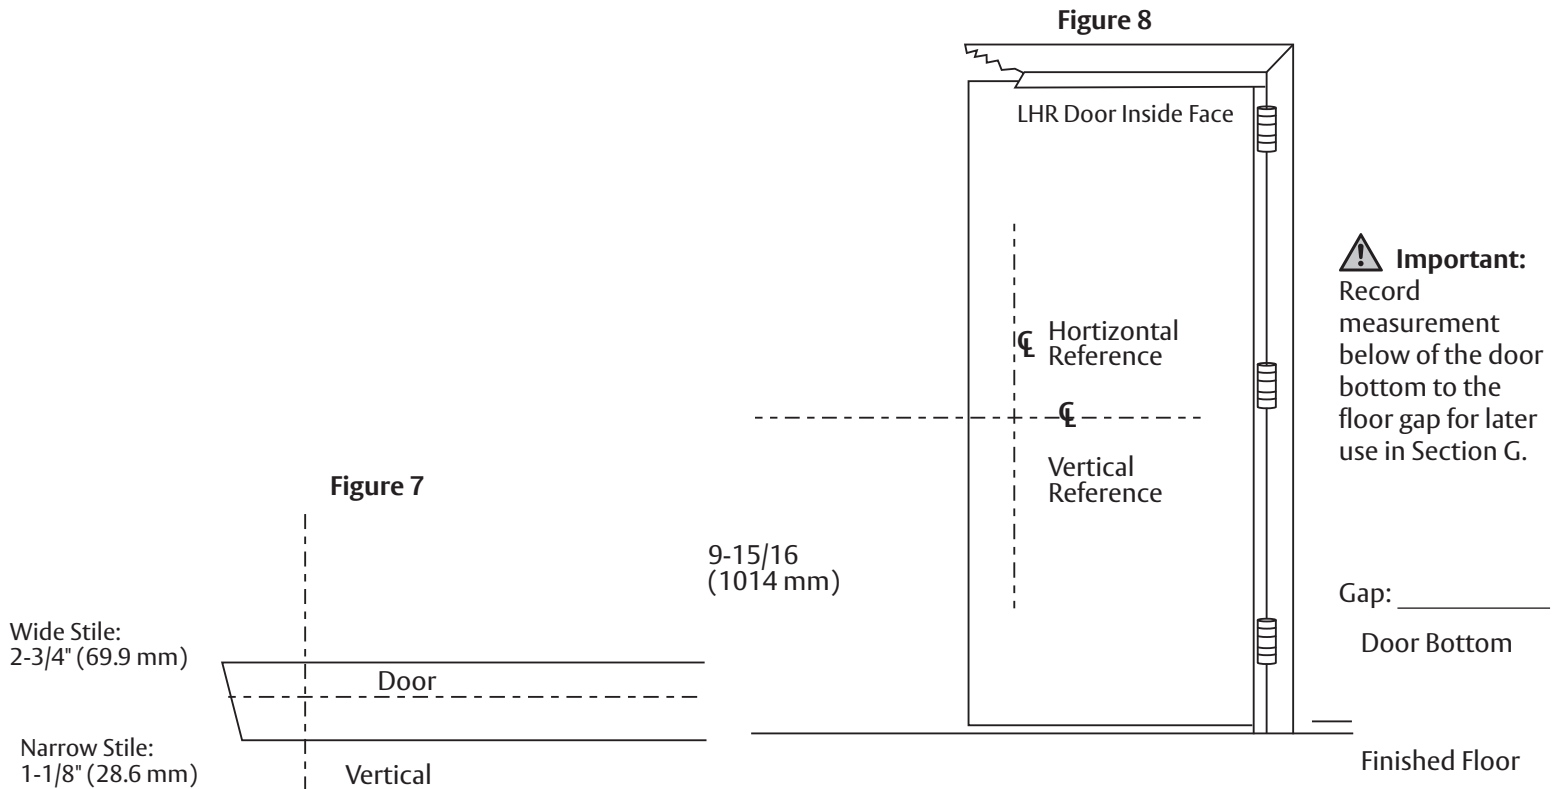 Figure 8
LHR Door Inside Face
℄ Hortizontal
Reference
℄
Vertical
Reference
9-15/16
(1014 mm)
Important:
Record
measurement
below of the door
bottom to the
floor gap for later
use in Section G.
Gap: ___________
Door Bottom
Finished Floor
Figure 7
Wide Stile:
2-3/4" (69.9 mm)
Door
Narrow Stile:
1-1/8" (28.6 mm)
Vertical